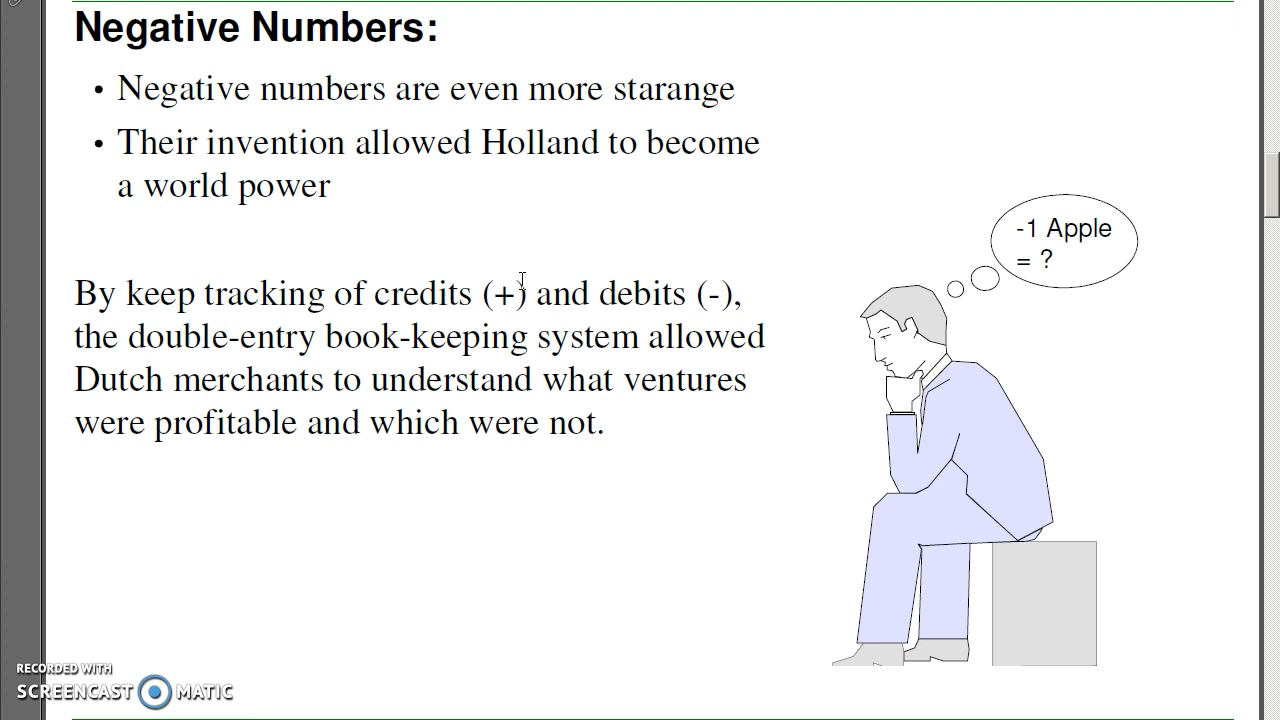 Negative Numbers:
• Negative numbers are even more starange
• Their invention allowed Holland to become
a world power
-1 Apple
= ?
By keep tracking of credits (+) and debits (-),
the double-entry book-keeping system allowed
Dutch merchants to understand what ventures
were profitable and which were not.
RECORDED WITH
SCREENCAST MATIC